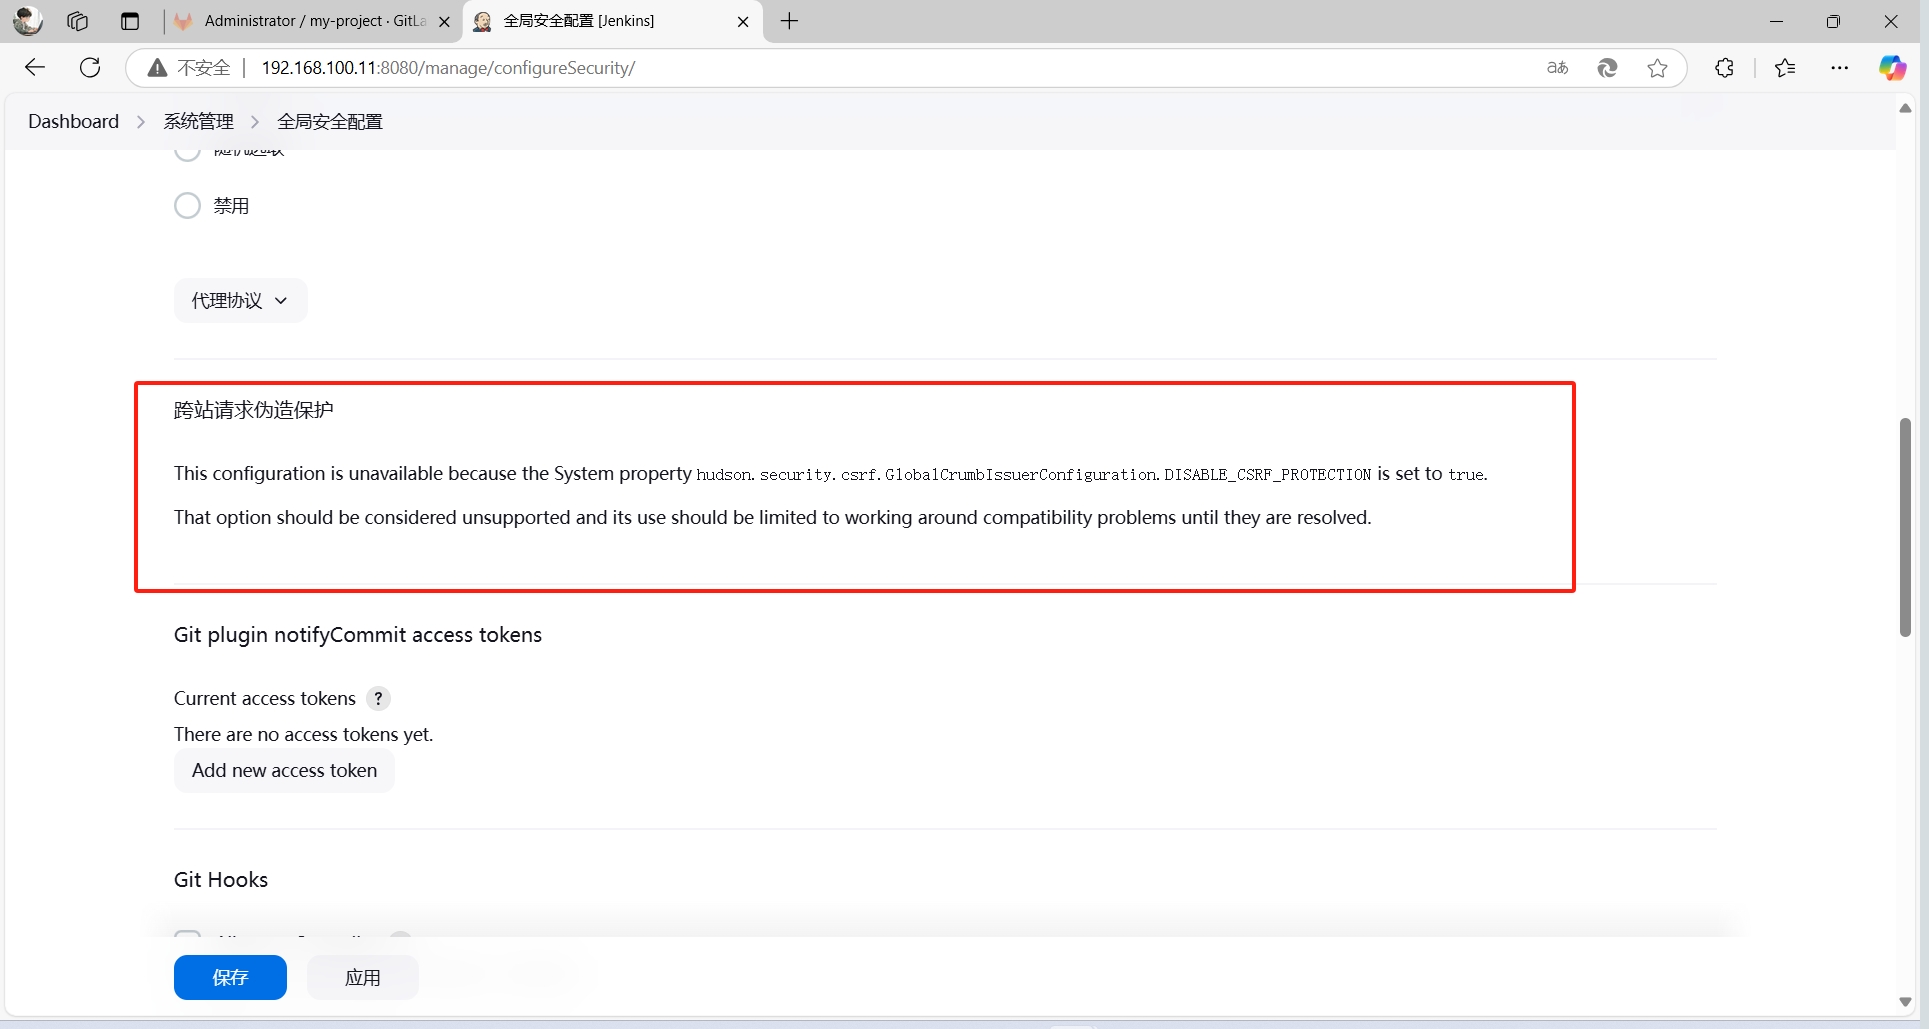 Administrator / my-project · GitLa
全局安全配置 [Jenkins]
不安全
192.168.100.11:8080/manage/configureSecurity/
Dashboard > 系统管理 > 全局安全配置
随机选取
禁用
代理协议
跨站请求伪造保护
This configuration is unavailable because the System property hudson.security.csrf.GlobalCrumbIssuerConfiguration.DISABLE_CSRF_PROTECTION is set to true.
That option should be considered unsupported and its use should be limited to working around compatibility problems until they are resolved.
Git plugin notifyCommit access tokens
Current access tokens ?
There are no access tokens yet.
Add new access token
Git Hooks
保存
应用